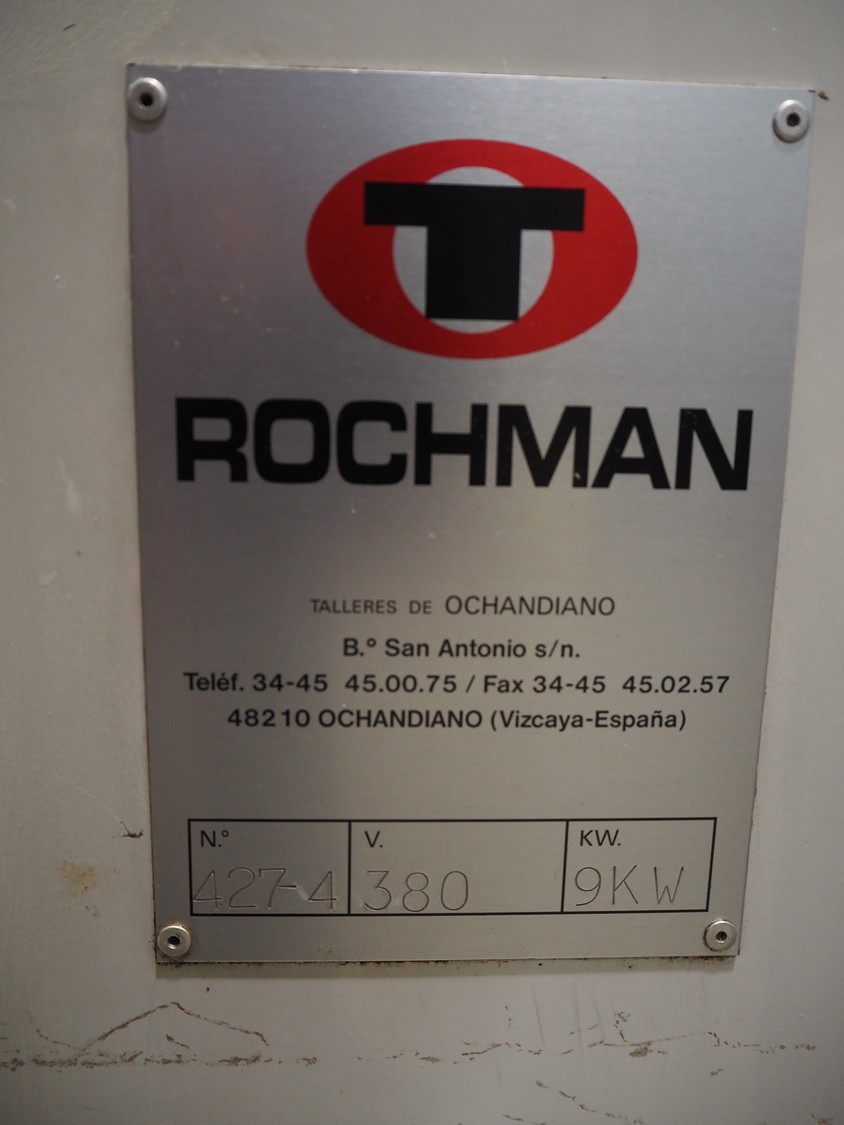 T
ROCHMAN
TALLERES DE OCHANDIANO
B.º San Antonio s/n.
Teléf. 34-45 45.00.75 / Fax 34-45 45.02.57
48210 OCHANDIANO (Vizcaya-España)
N.º V. KW.
427-4 380 9KW